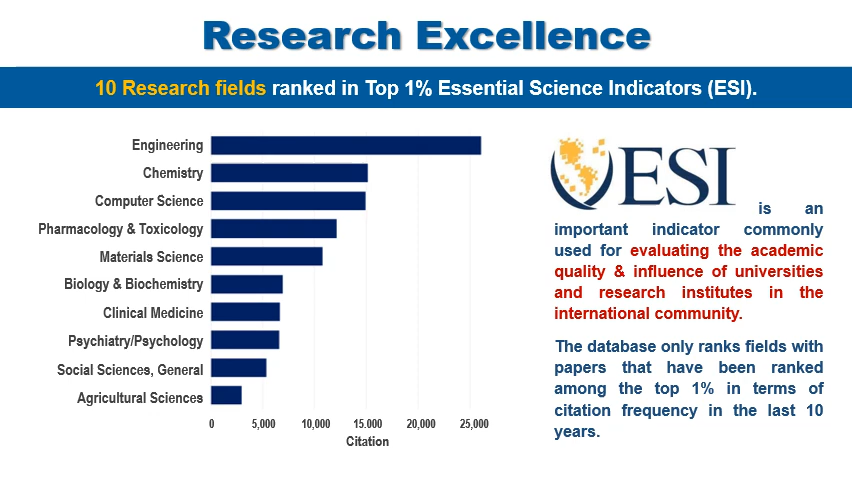 Research Excellence
10 Research fields ranked in Top 1% Essential Science Indicators (ESI).
Engineering
Chemistry
Computer Science
Pharmacology & Toxicology
Materials Science
Biology & Biochemistry
Clinical Medicine
Psychiatry/Psychology
Social Sciences, General
Agricultural Sciences
0 5,000 10,000 15.000 20,000 25,000
Citation
ESI is an
important indicator commonly
used for evaluating the academic
quality & influence of universities
and research institutes in the
international community.
The database only ranks fields with
papers that have been ranked
among the top 1% in terms of
citation frequency in the last 10
years.